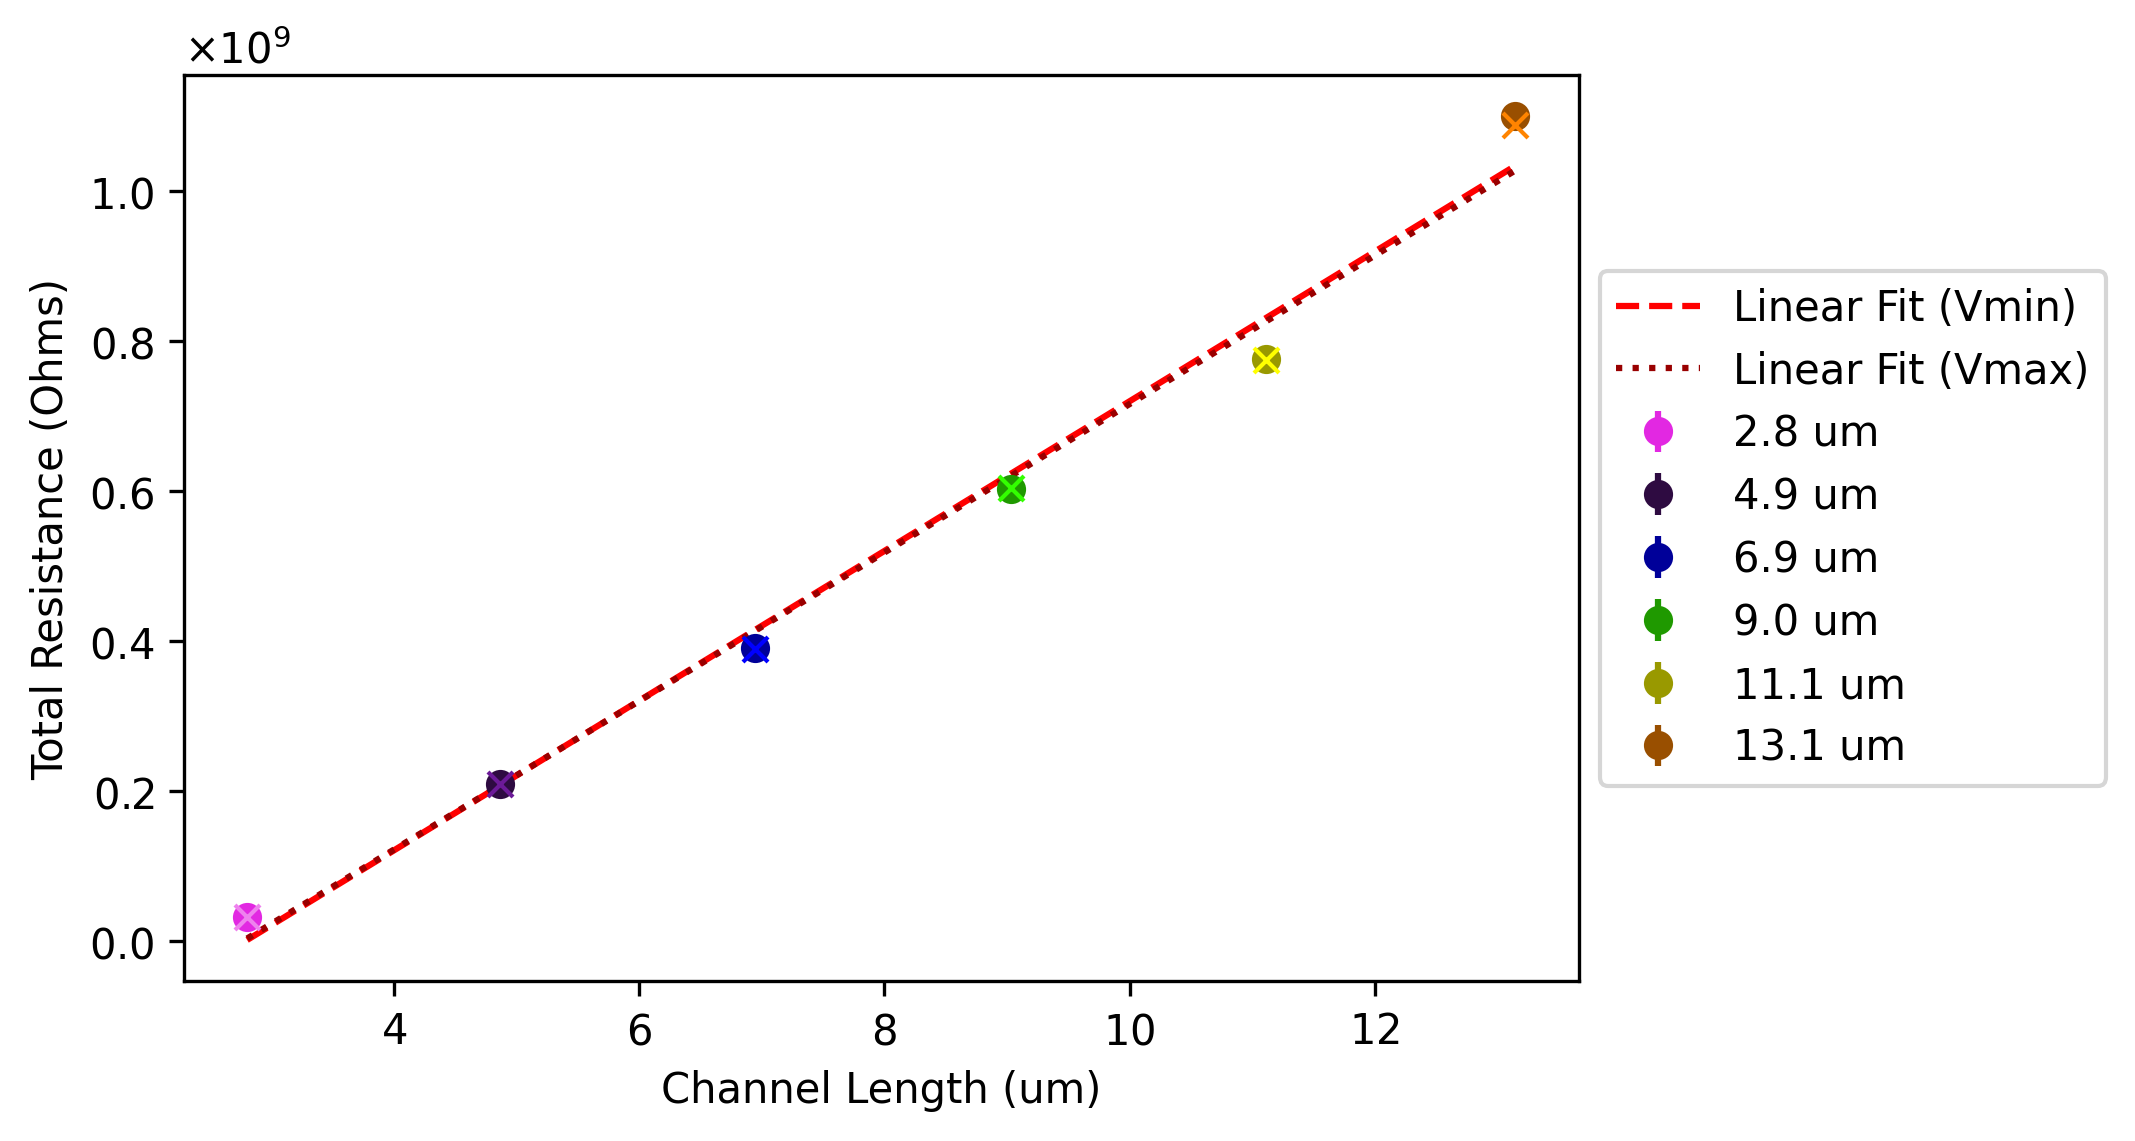 ×10⁹
1.0
0.8
0.6
0.4
0.2
0.0
Total Resistance (Ohms)
4 6 8 10 12
Channel Length (um)
Linear Fit (Vmin)
Linear Fit (Vmax)
2.8 um
4.9 um
6.9 um
9.0 um
11.1 um
13.1 um